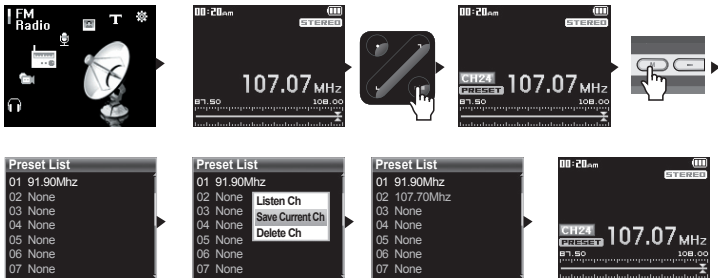 FM
Radio
T
00:20AM
STEREO
107.07MHz
87.50 108.00
00:20AM
STEREO
CH24
PRESET
107.07MHz
87.50 108.00
M
Preset List
01 91.90Mhz
02 None
03 None
04 None
05 None
06 None
07 None
Preset List
01 91.90Mhz
02 None
03 None
04 None
05 None
06 None
07 None
Listen Ch
Save Current Ch
Delete Ch
Preset List
01 91.90Mhz
02 107.70Mhz
03 None
04 None
05 None
06 None
07 None
00:20AM
STEREO
CH24
PRESET
107.07MHz
87.50 108.00